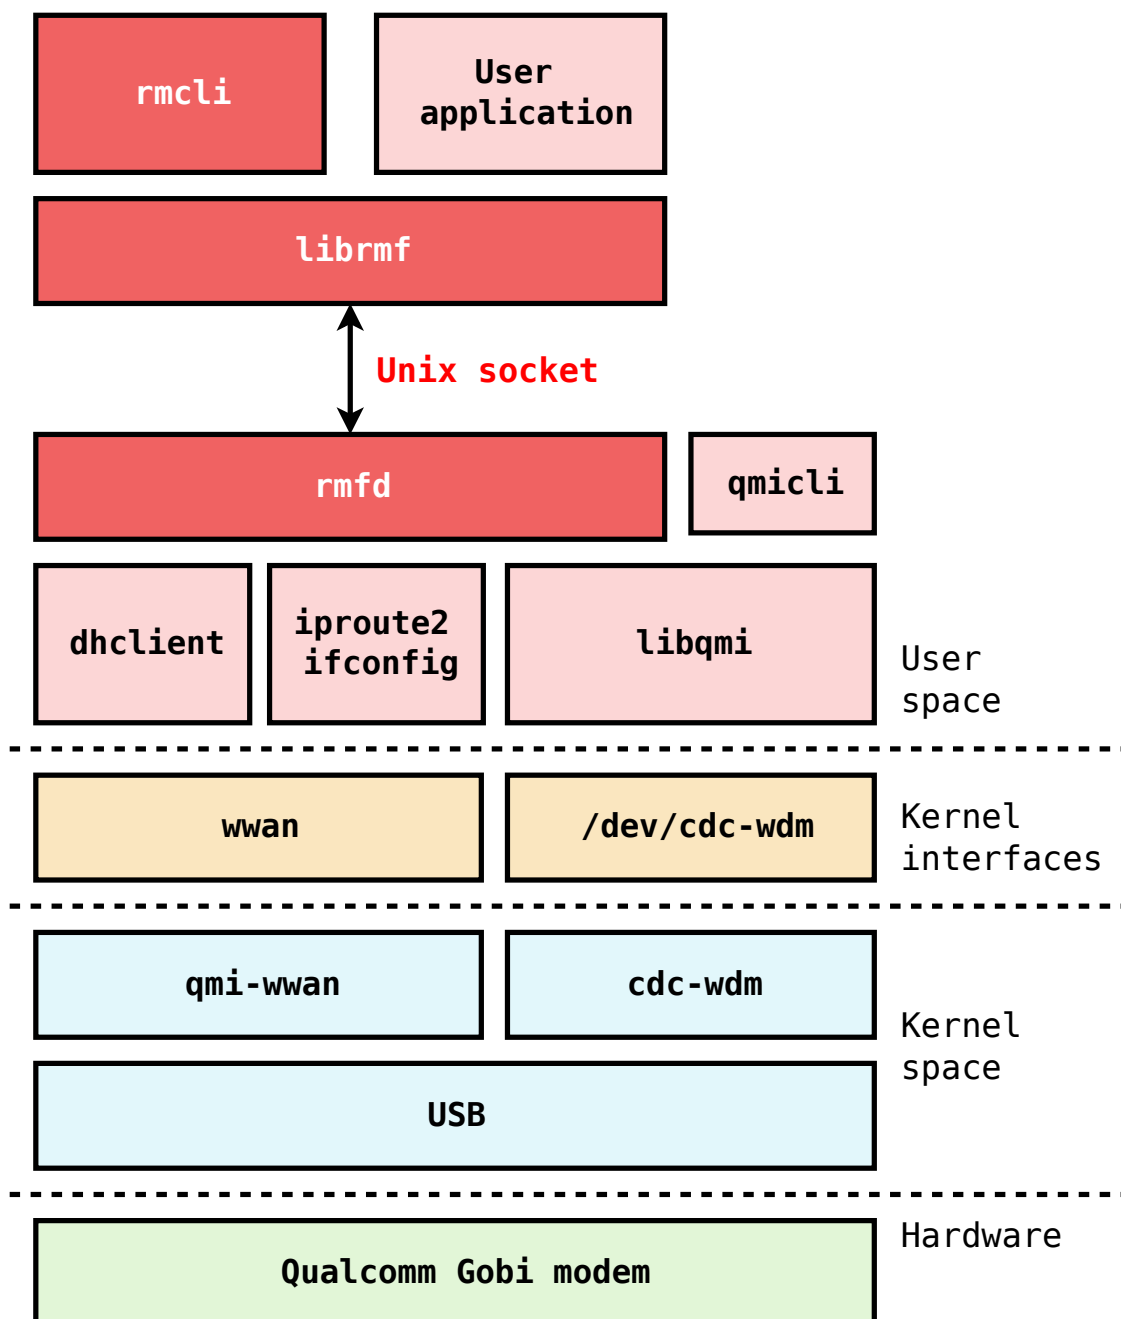 rmcli
User
application
librmf
Unix socket
rmfd
qmicli
dhclient
iproute2
ifconfig
libqmi
User
space
wwan
/dev/cdc-wdm
Kernel
interfaces
qmi-wwan
cdc-wdm
Kernel
space
USB
Hardware
Qualcomm Gobi modem